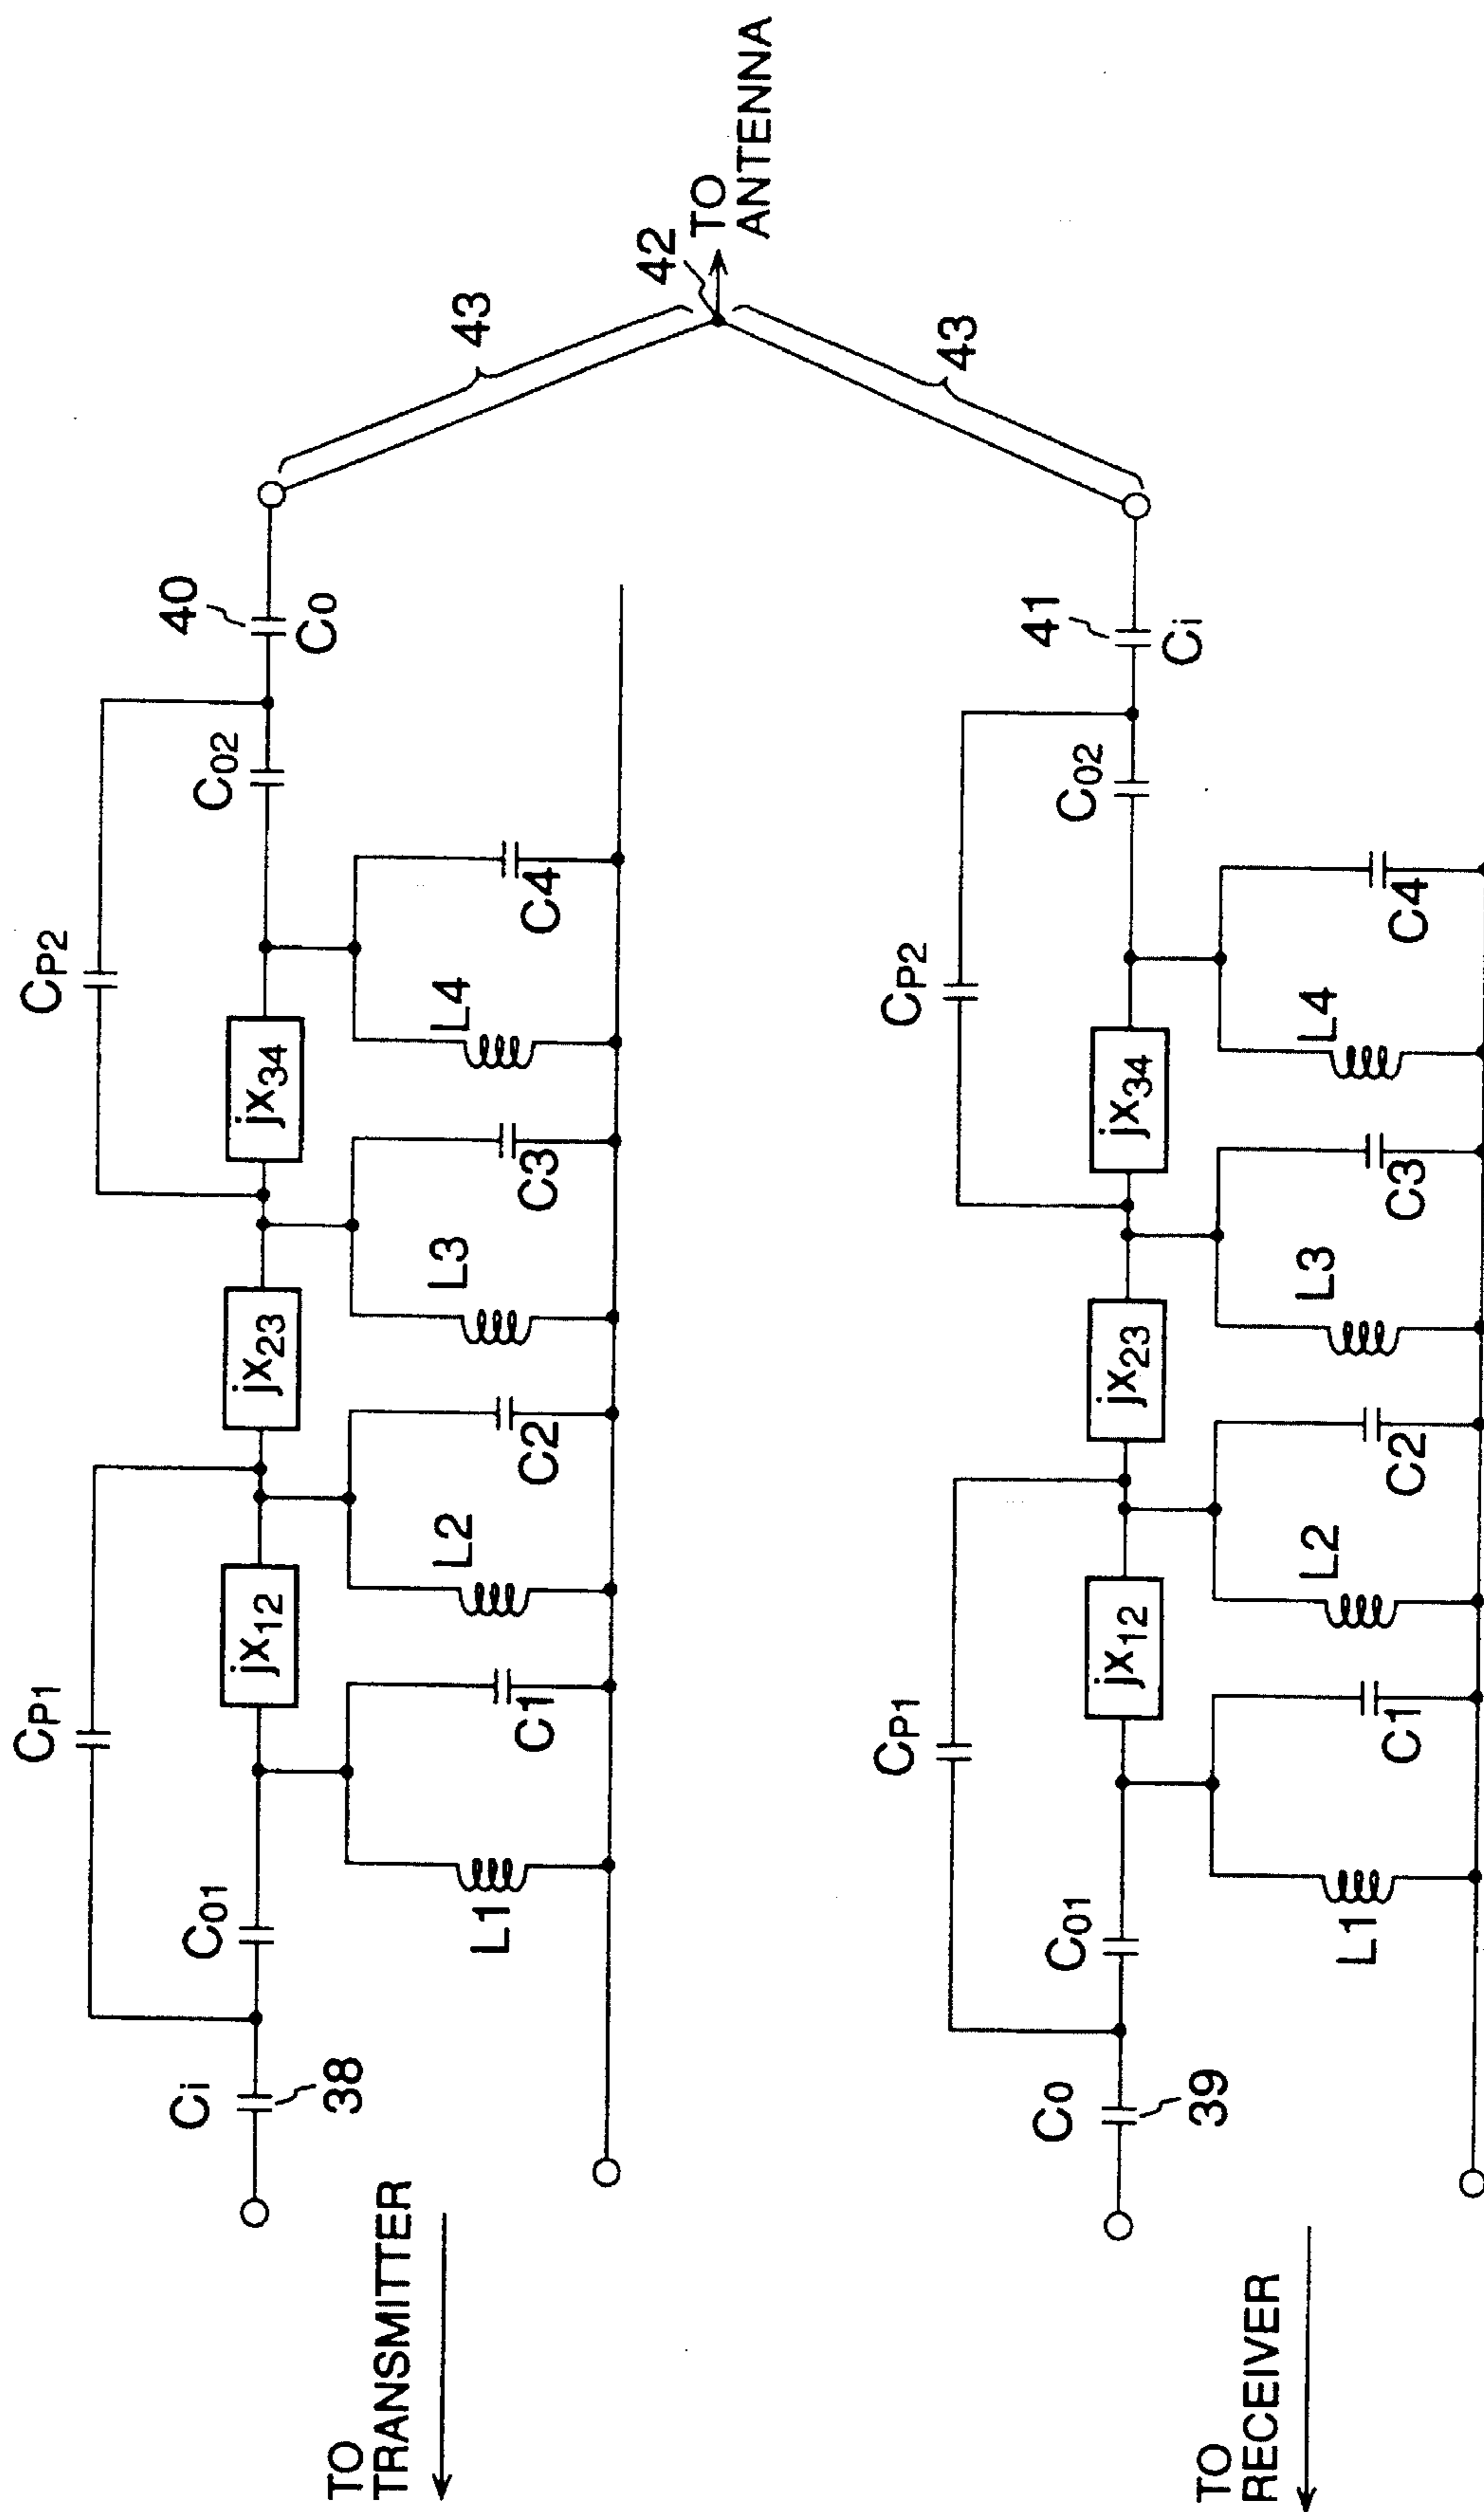 TO
TRANSMITTER
Ci
38
CP1
C01
L1
C1
jx12
L2
C2
jx23
L3
C3
CP2
jx34
L4
C4
C02
40
C0
43
42
TO
ANTENNA
43
TO
RECEIVER
C0
39
CP1
C01
L1
C1
jx12
L2
C2
jx23
L3
C3
CP2
jx34
L4
C4
C02
41
Ci